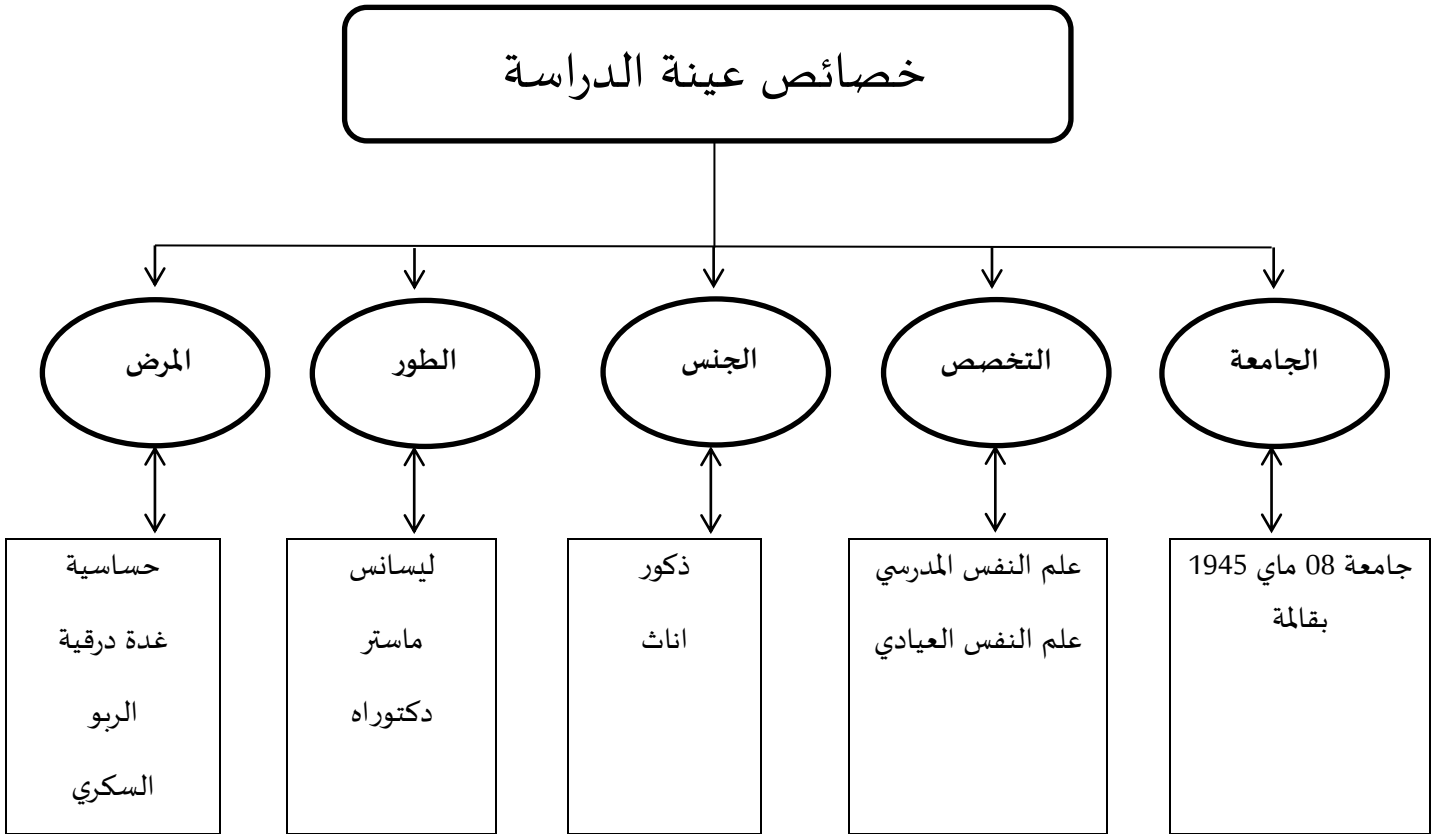 خصائص عينة الدراسة
الجامعة
التخصص
الجنس
الطور
المرض
جامعة 08 ماي 1945
بقالمة
علم النفس المدرسي
علم النفس العيادي
ذكور
اناث
ليسانس
ماستر
دكتوراه
حساسية
غدة درقية
الربو
السكري